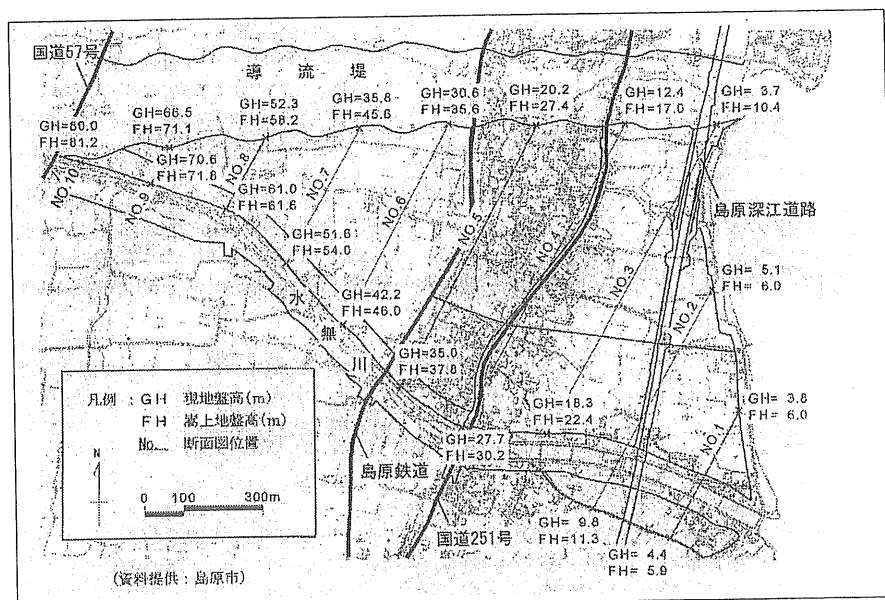 国道57号
導流堤
GH=80.0
FH=81.2
GH=66.5
FH=71.1
GH=52.3
FH=58.2
GH=35.8
FH=45.6
GH=30.6
FH=35.6
GH=20.2
FH=27.4
GH=12.4
FH=17.0
GH= 3.7
FH=10.4
GH=70.6
FH=71.8
GH=61.0
FH=61.6
GH=51.6
FH=54.0
GH=42.2
FH=46.0
GH=35.0
FH=37.8
GH=27.7
FH=30.2
GH=18.3
FH=22.4
GH= 9.8
FH=11.3
GH= 4.4
FH= 5.9
GH= 5.1
FH= 6.0
GH= 3.8
FH= 6.0
NO.10
NO.9
NO.8
NO.7
NO.6
NO.5
NO.4
NO.3
NO.2
NO.1
島原深江道路
水無川
島原鉄道
国道251号
凡例 : GH 現地盤高(m)
FH 嵩上地盤高(m)
No. 断面図位置
N
0 100 300m
(資料提供:島原市)